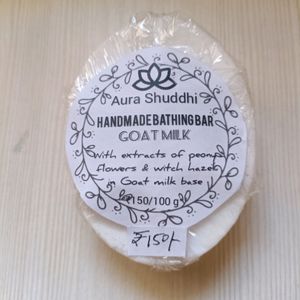 Aura Shuddhi
HANDMADE BATHING BAR
GOAT MILK
with extracts of peony
flowers & witch hazel
in Goat milk base
₹150/100 g
₹150/-